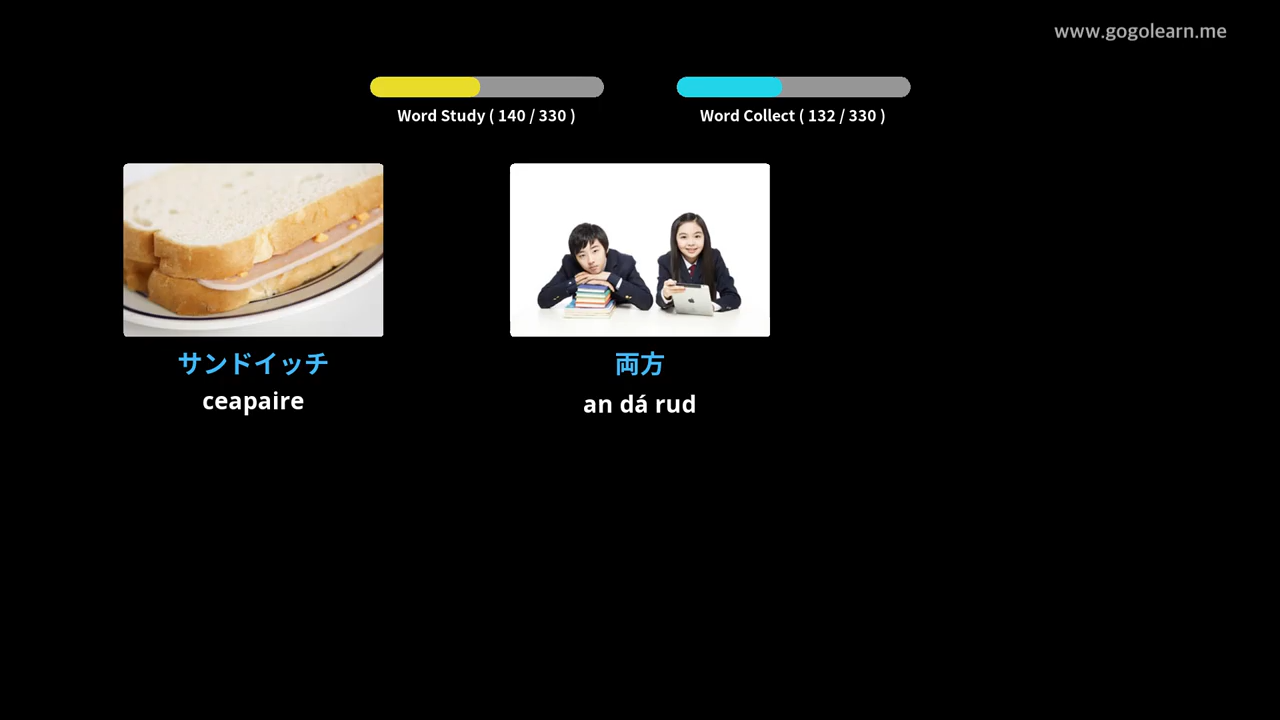 www.gogolearn.me
Word Study ( 140 / 330 )
Word Collect ( 132 / 330 )
サンドイッチ
ceapaire
両方
an dá rud